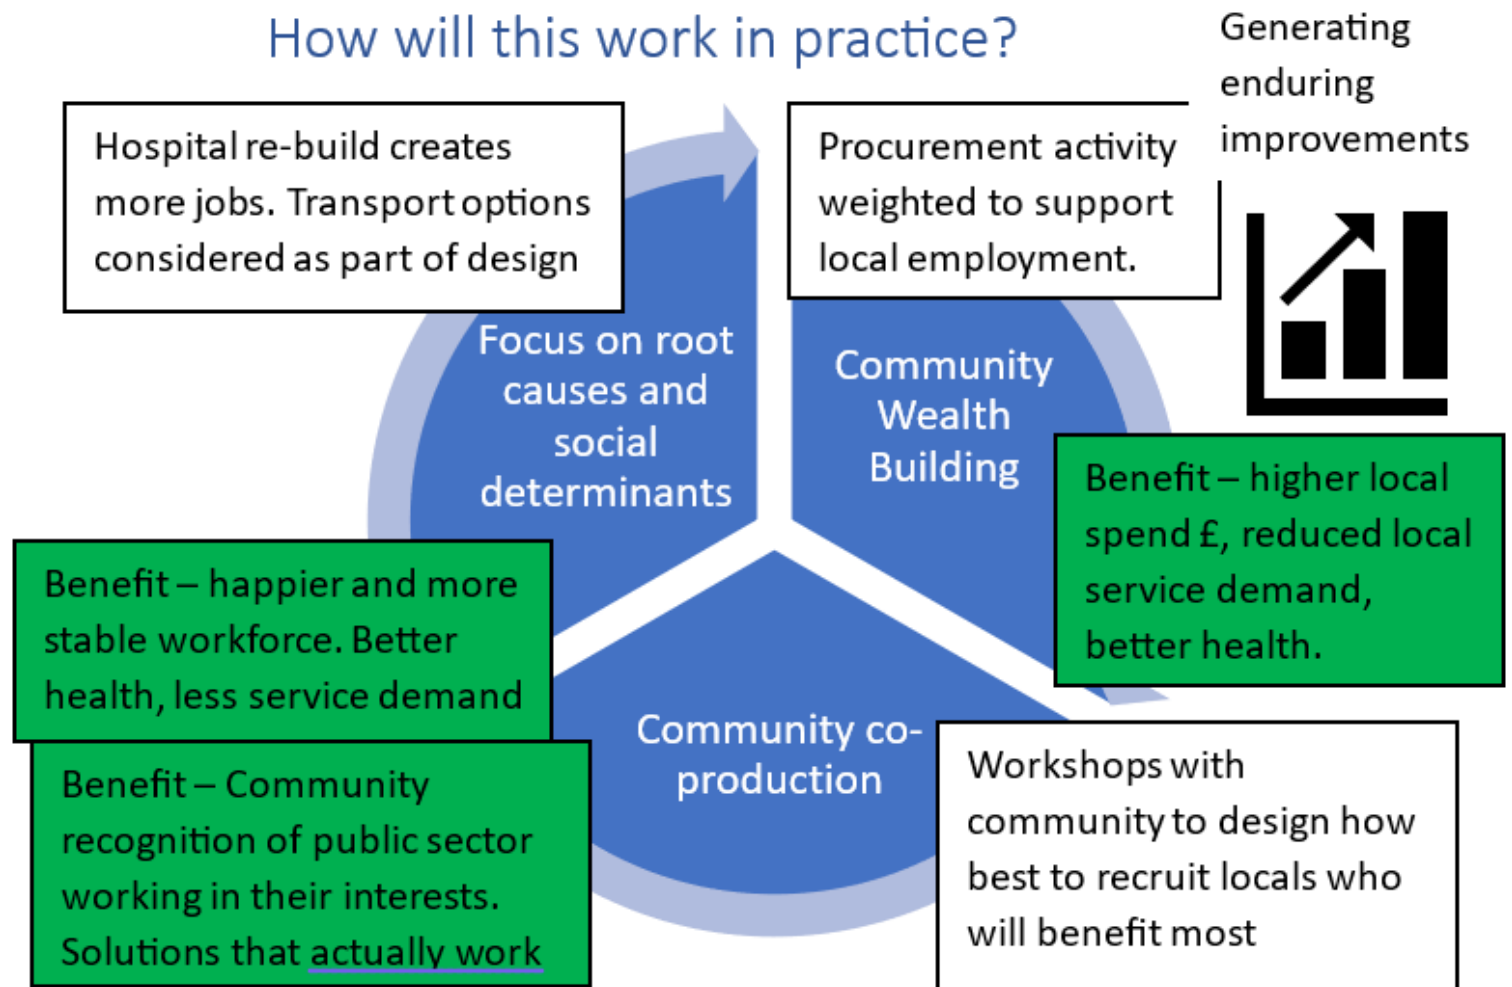 How will this work in practice?
Generating
enduring
improvements
Hospital re-build creates
more jobs. Transport options
considered as part of design
Procurement activity
weighted to support
local employment.
Focus on root
causes and
social
determinants
Community
Wealth
Building
Benefit – higher local
spend £, reduced local
service demand,
better health.
Benefit – happier and more
stable workforce. Better
health, less service demand
Community co-
production
Benefit – Community
recognition of public sector
working in their interests.
Solutions that actually work
Workshops with
community to design how
best to recruit locals who
will benefit most